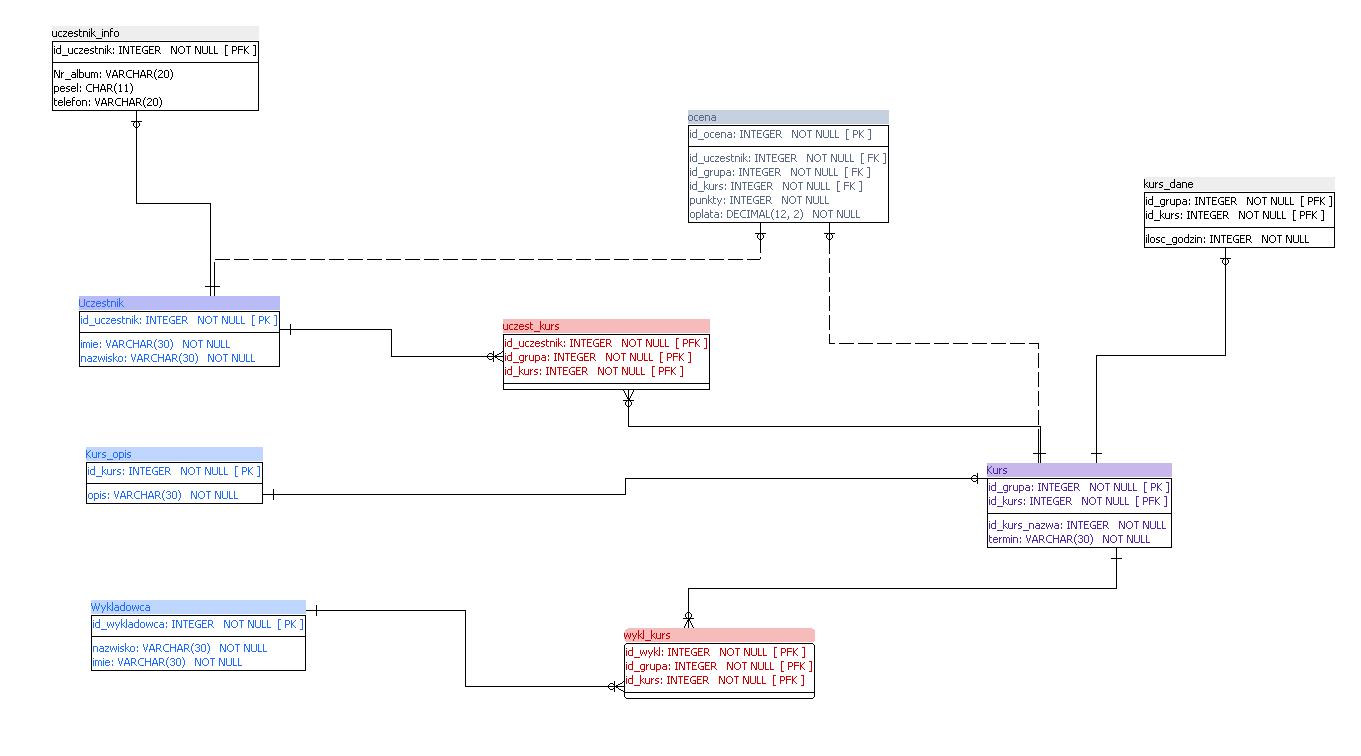 uczestnik_info
id_uczestnik: INTEGER NOT NULL [ PFK ]
Nr_album: VARCHAR(20)
pesel: CHAR(11)
telefon: VARCHAR(20)
ocena
id_ocena: INTEGER NOT NULL [ PK ]
id_uczestnik: INTEGER NOT NULL [ FK ]
id_grupa: INTEGER NOT NULL [ FK ]
id_kurs: INTEGER NOT NULL [ FK ]
punkty: INTEGER NOT NULL
oplata: DECIMAL(12, 2) NOT NULL
kurs_dane
id_grupa: INTEGER NOT NULL [ PFK ]
id_kurs: INTEGER NOT NULL [ PFK ]
ilosc_godzin: INTEGER NOT NULL
Uczestnik
id_uczestnik: INTEGER NOT NULL [ PK ]
imie: VARCHAR(30) NOT NULL
nazwisko: VARCHAR(30) NOT NULL
uczest_kurs
id_uczestnik: INTEGER NOT NULL [ PFK ]
id_grupa: INTEGER NOT NULL [ PFK ]
id_kurs: INTEGER NOT NULL [ PFK ]
Kurs_opis
id_kurs: INTEGER NOT NULL [ PK ]
opis: VARCHAR(30) NOT NULL
Kurs
id_grupa: INTEGER NOT NULL [ PK ]
id_kurs: INTEGER NOT NULL [ PFK ]
id_kurs_nazwa: INTEGER NOT NULL
termin: VARCHAR(30) NOT NULL
Wykladowca
id_wykladowca: INTEGER NOT NULL [ PK ]
nazwisko: VARCHAR(30) NOT NULL
imie: VARCHAR(30) NOT NULL
wykl_kurs
id_wykl: INTEGER NOT NULL [ PFK ]
id_grupa: INTEGER NOT NULL [ PFK ]
id_kurs: INTEGER NOT NULL [ PFK ]